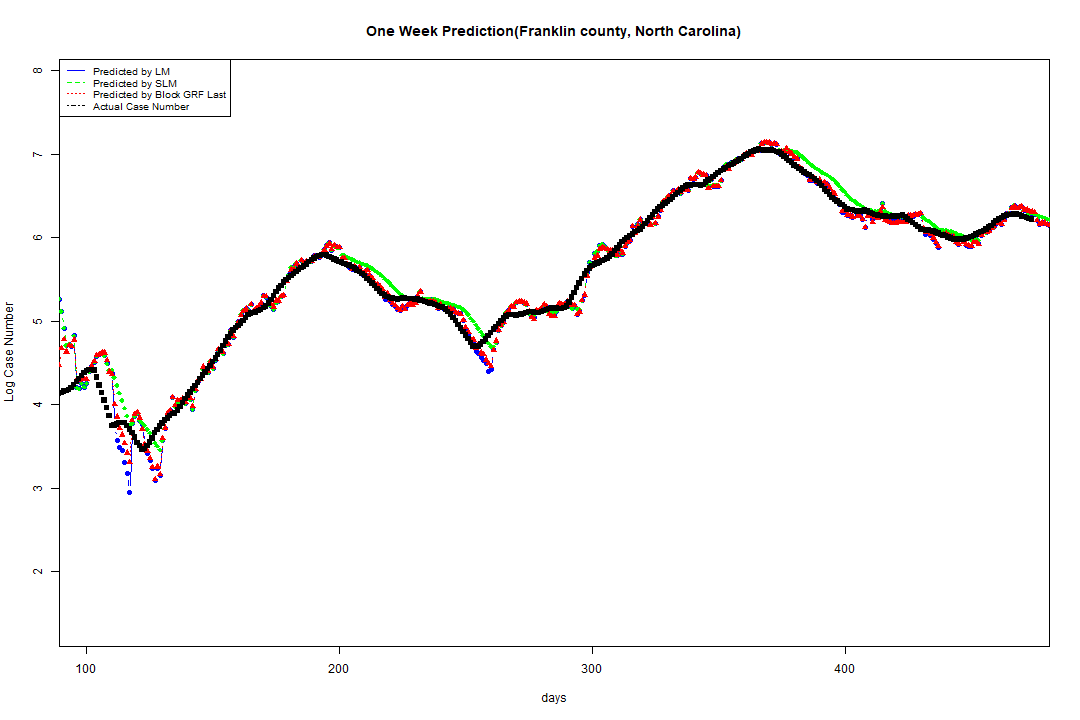 One Week Prediction(Franklin county, North Carolina)
Predicted by LM
Predicted by SLM
Predicted by Block GRF Last
Actual Case Number
8
7
6
5
4
3
2
Log Case Number
100 200 300 400
days